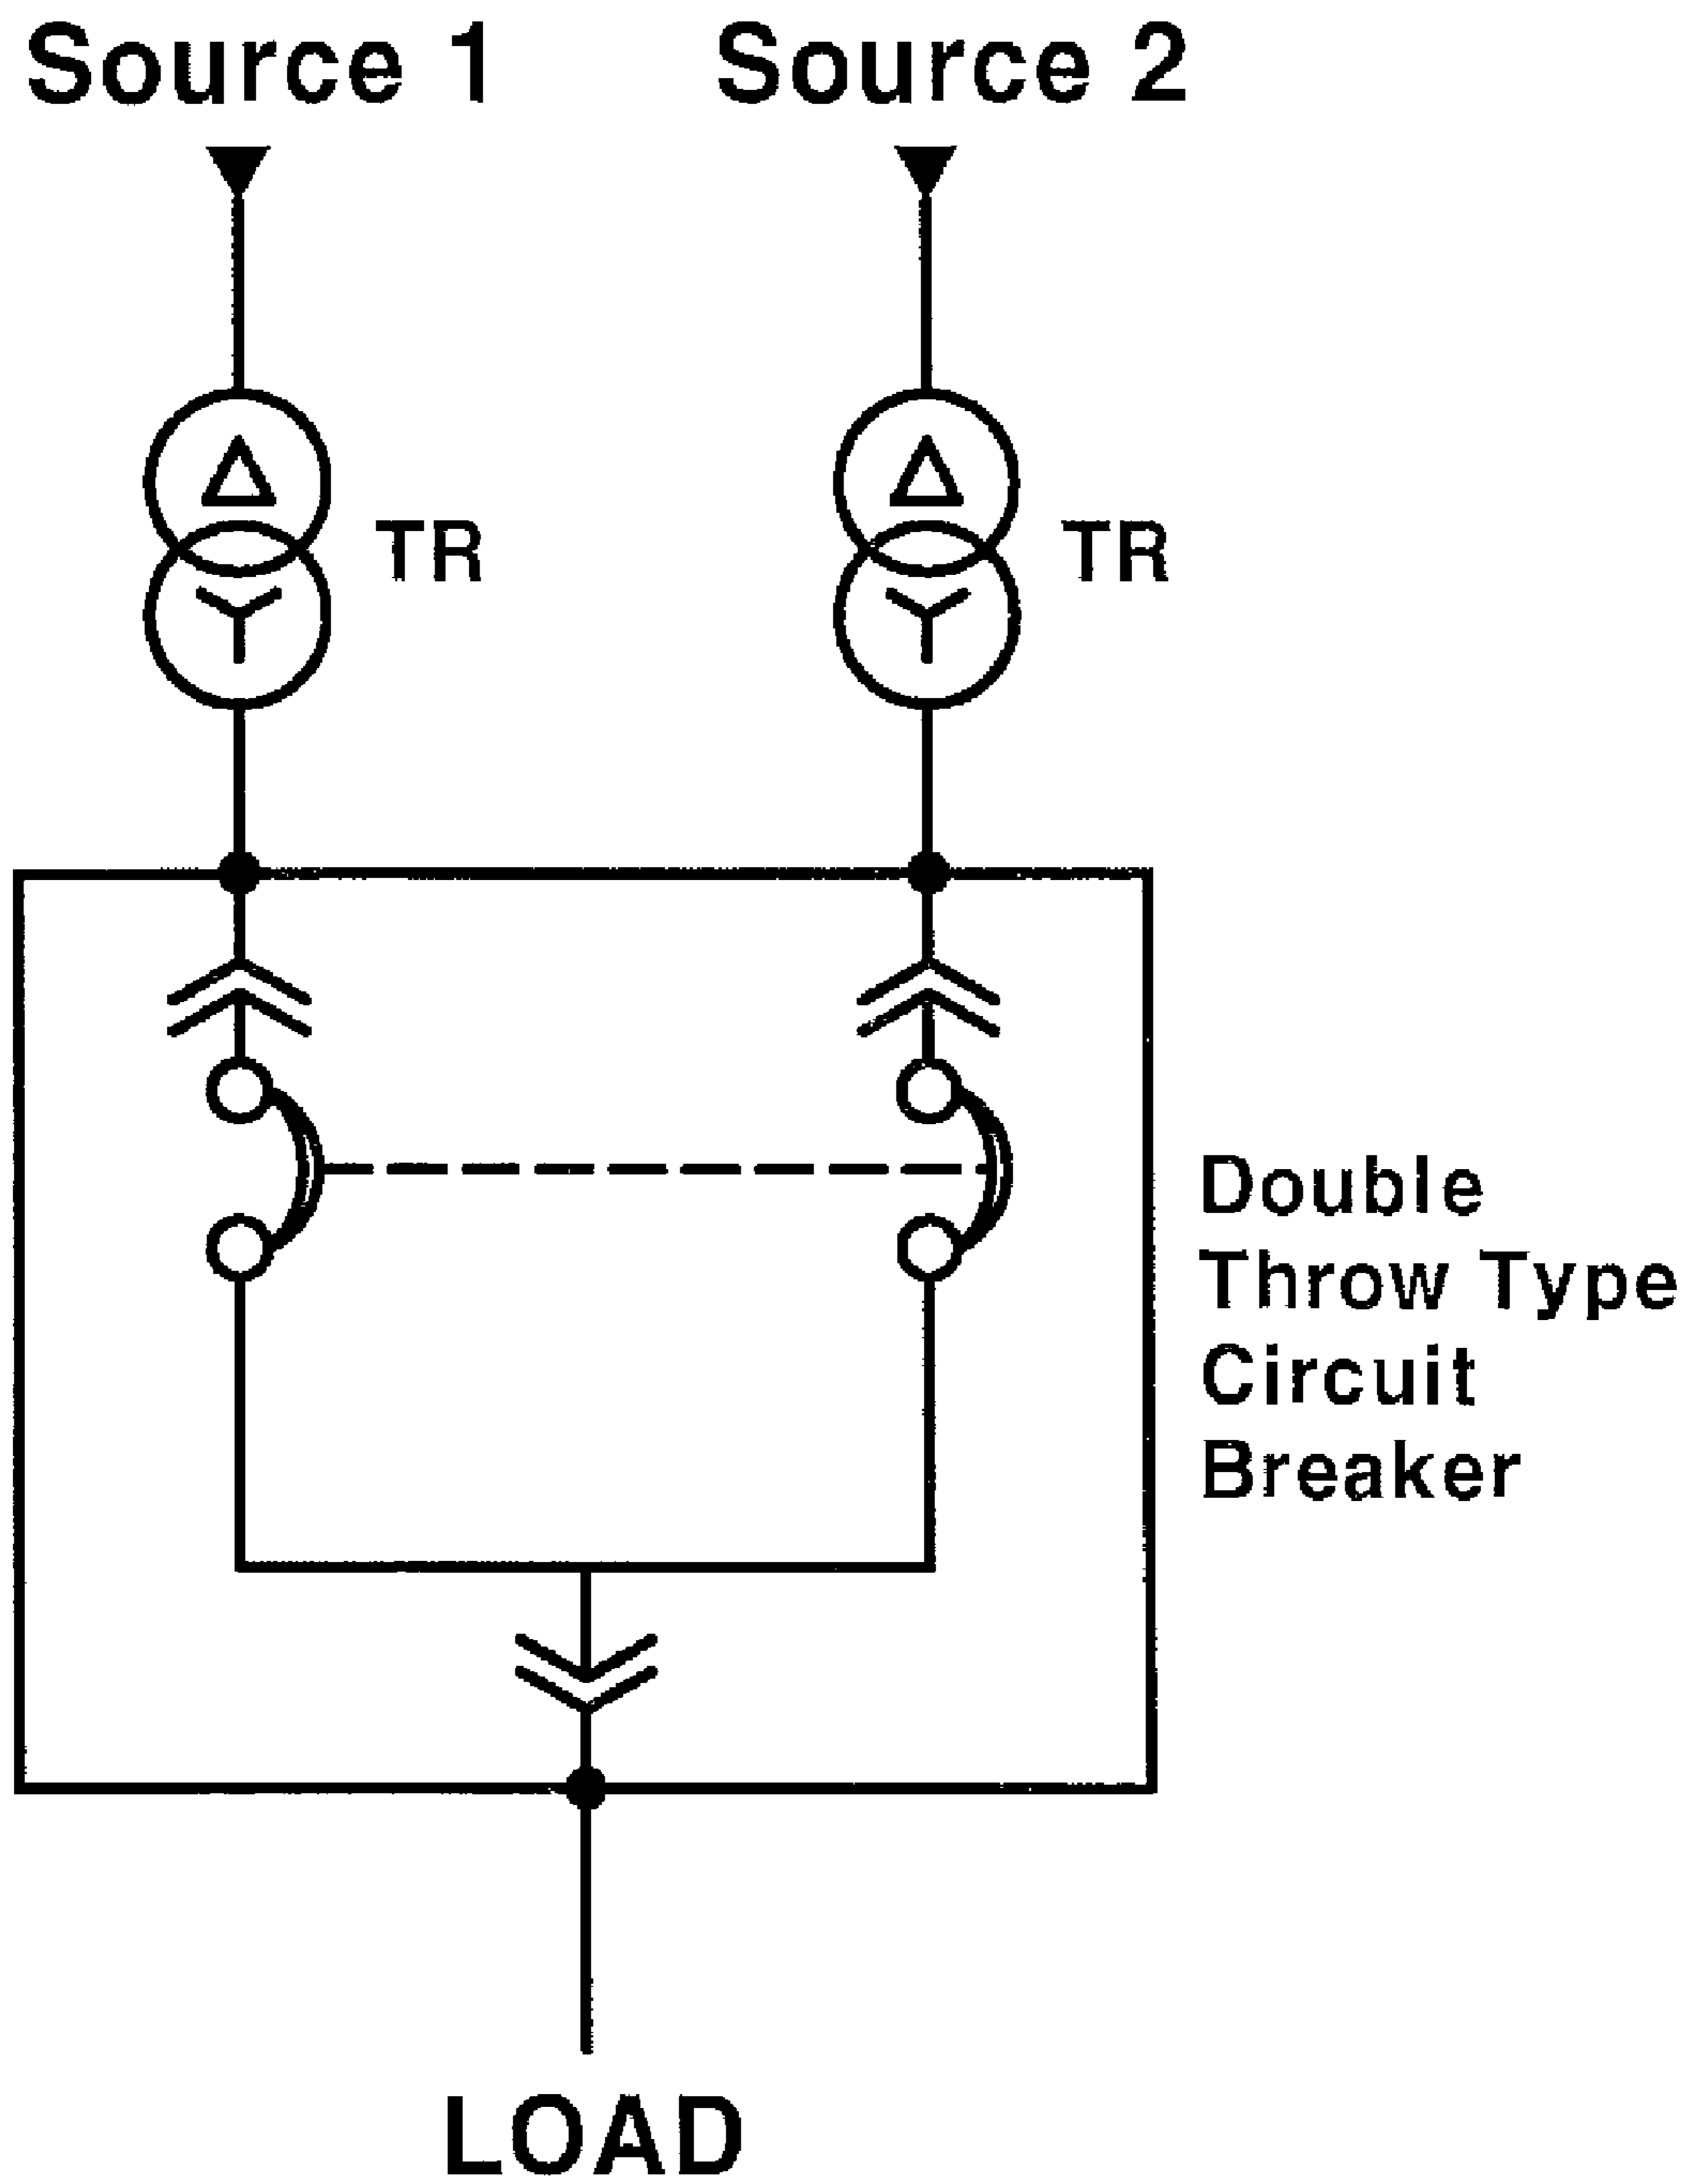 Source 1
Source 2
TR
TR
Double
Throw Type
Circuit
Breaker
LOAD